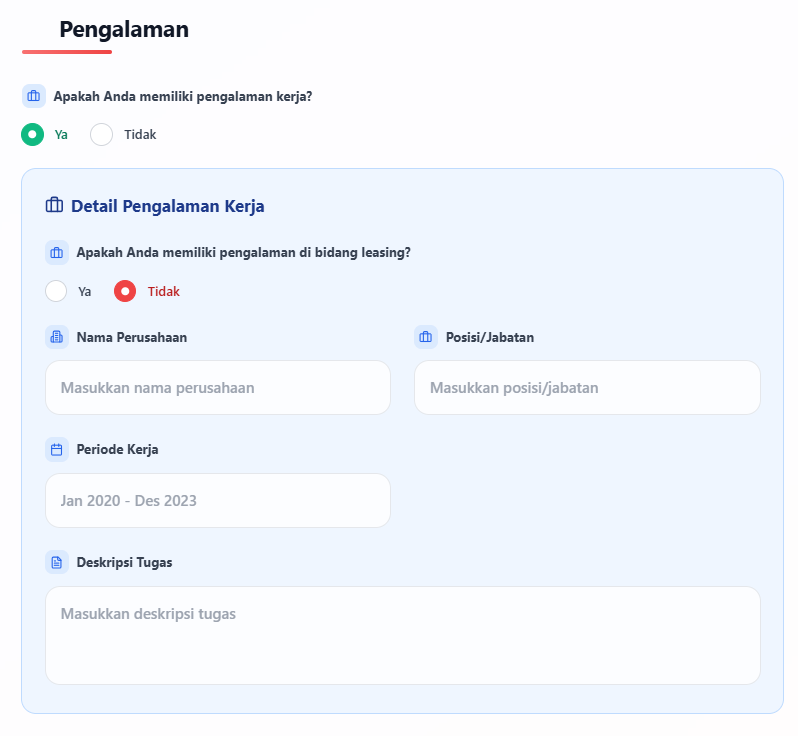 Pengalaman
Apakah Anda memiliki pengalaman kerja?
Ya Tidak
Detail Pengalaman Kerja
Apakah Anda memiliki pengalaman di bidang leasing?
Ya Tidak
Nama Perusahaan Posisi/Jabatan
Masukkan nama perusahaan Masukkan posisi/jabatan
Periode Kerja
Jan 2020 - Des 2023
Deskripsi Tugas
Masukkan deskripsi tugas